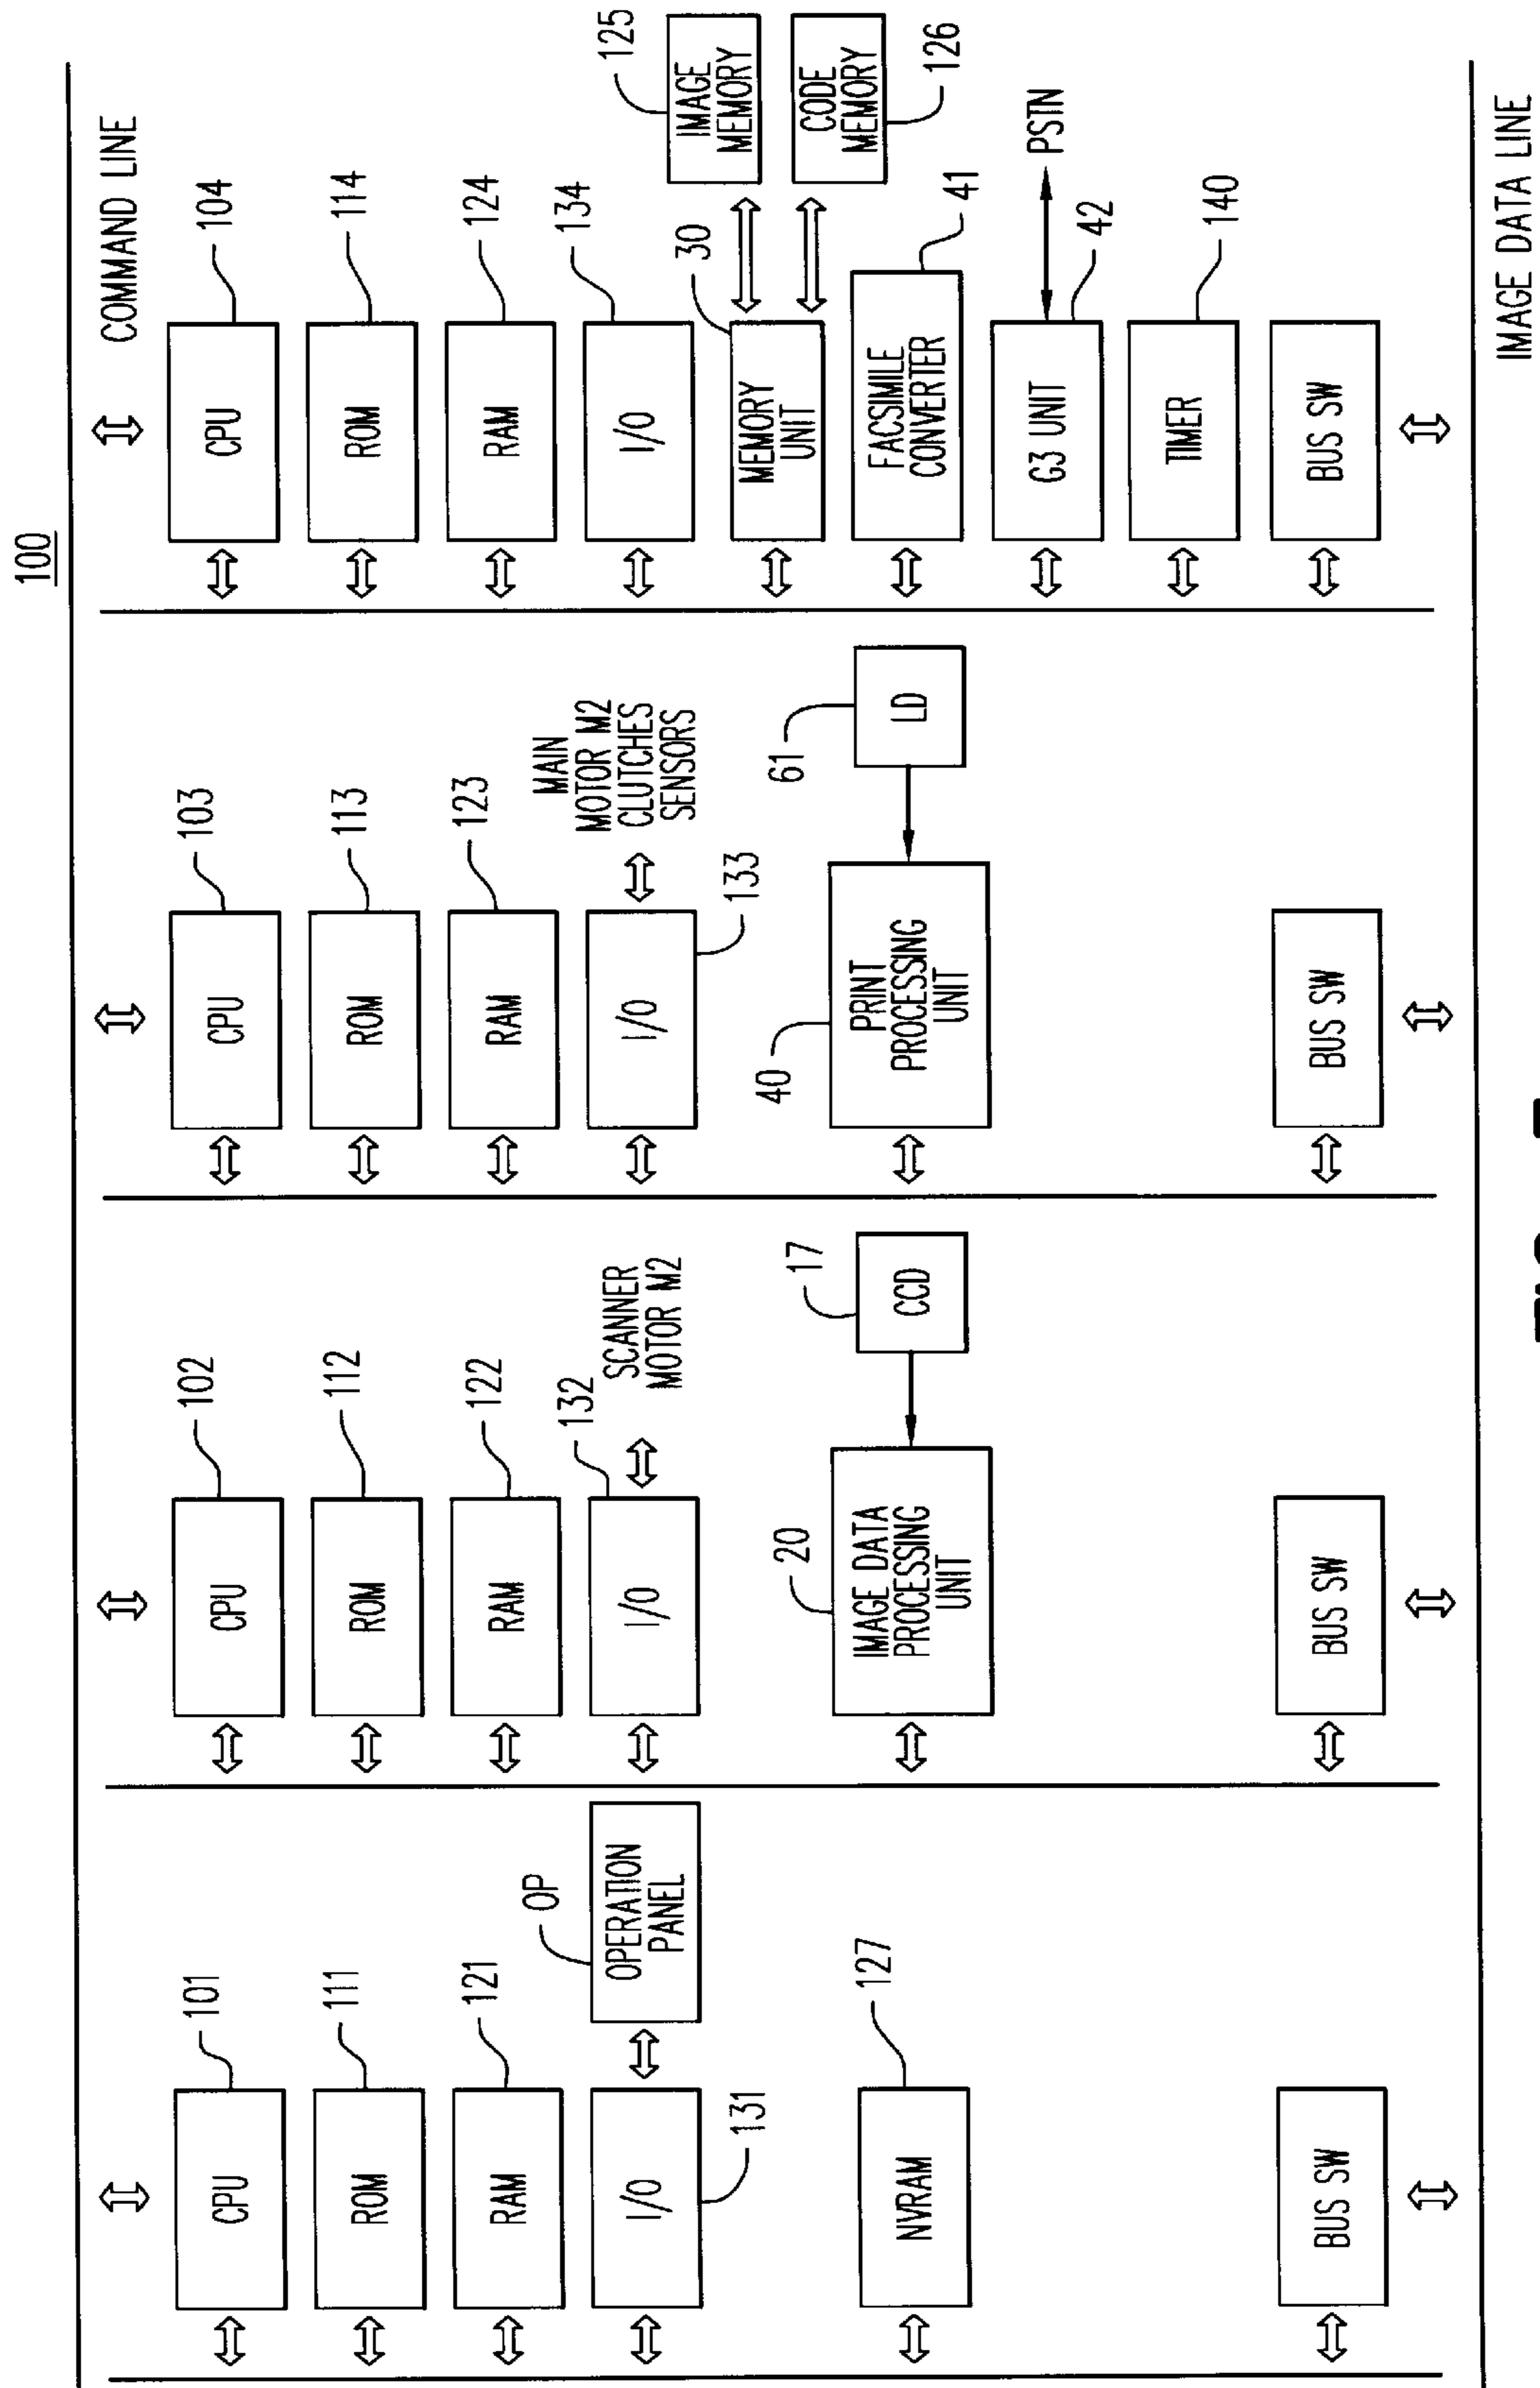 100
COMMAND LINE
101
CPU
111
ROM
121
RAM
I/O
131
OP
OPERATION
PANEL
127
NVRAM
BUS SW
102
CPU
112
ROM
122
RAM
132
I/O
SCANNER
MOTOR M2
20
IMAGE DATA
PROCESSING
UNIT
17
CCD
BUS SW
103
CPU
113
ROM
123
RAM
I/O
133
MAIN
MOTOR M2
CLUTCHES
SENSORS
40
PRINT
PROCESSING
UNIT
61
LD
BUS SW
104
CPU
114
ROM
124
RAM
134
I/O
30
MEMORY
UNIT
125
IMAGE
MEMORY
CODE
MEMORY
126
41
FACSIMILE
CONVERTER
PSTN
G3 UNIT
42
TIMER
140
BUS SW
IMAGE DATA LINE